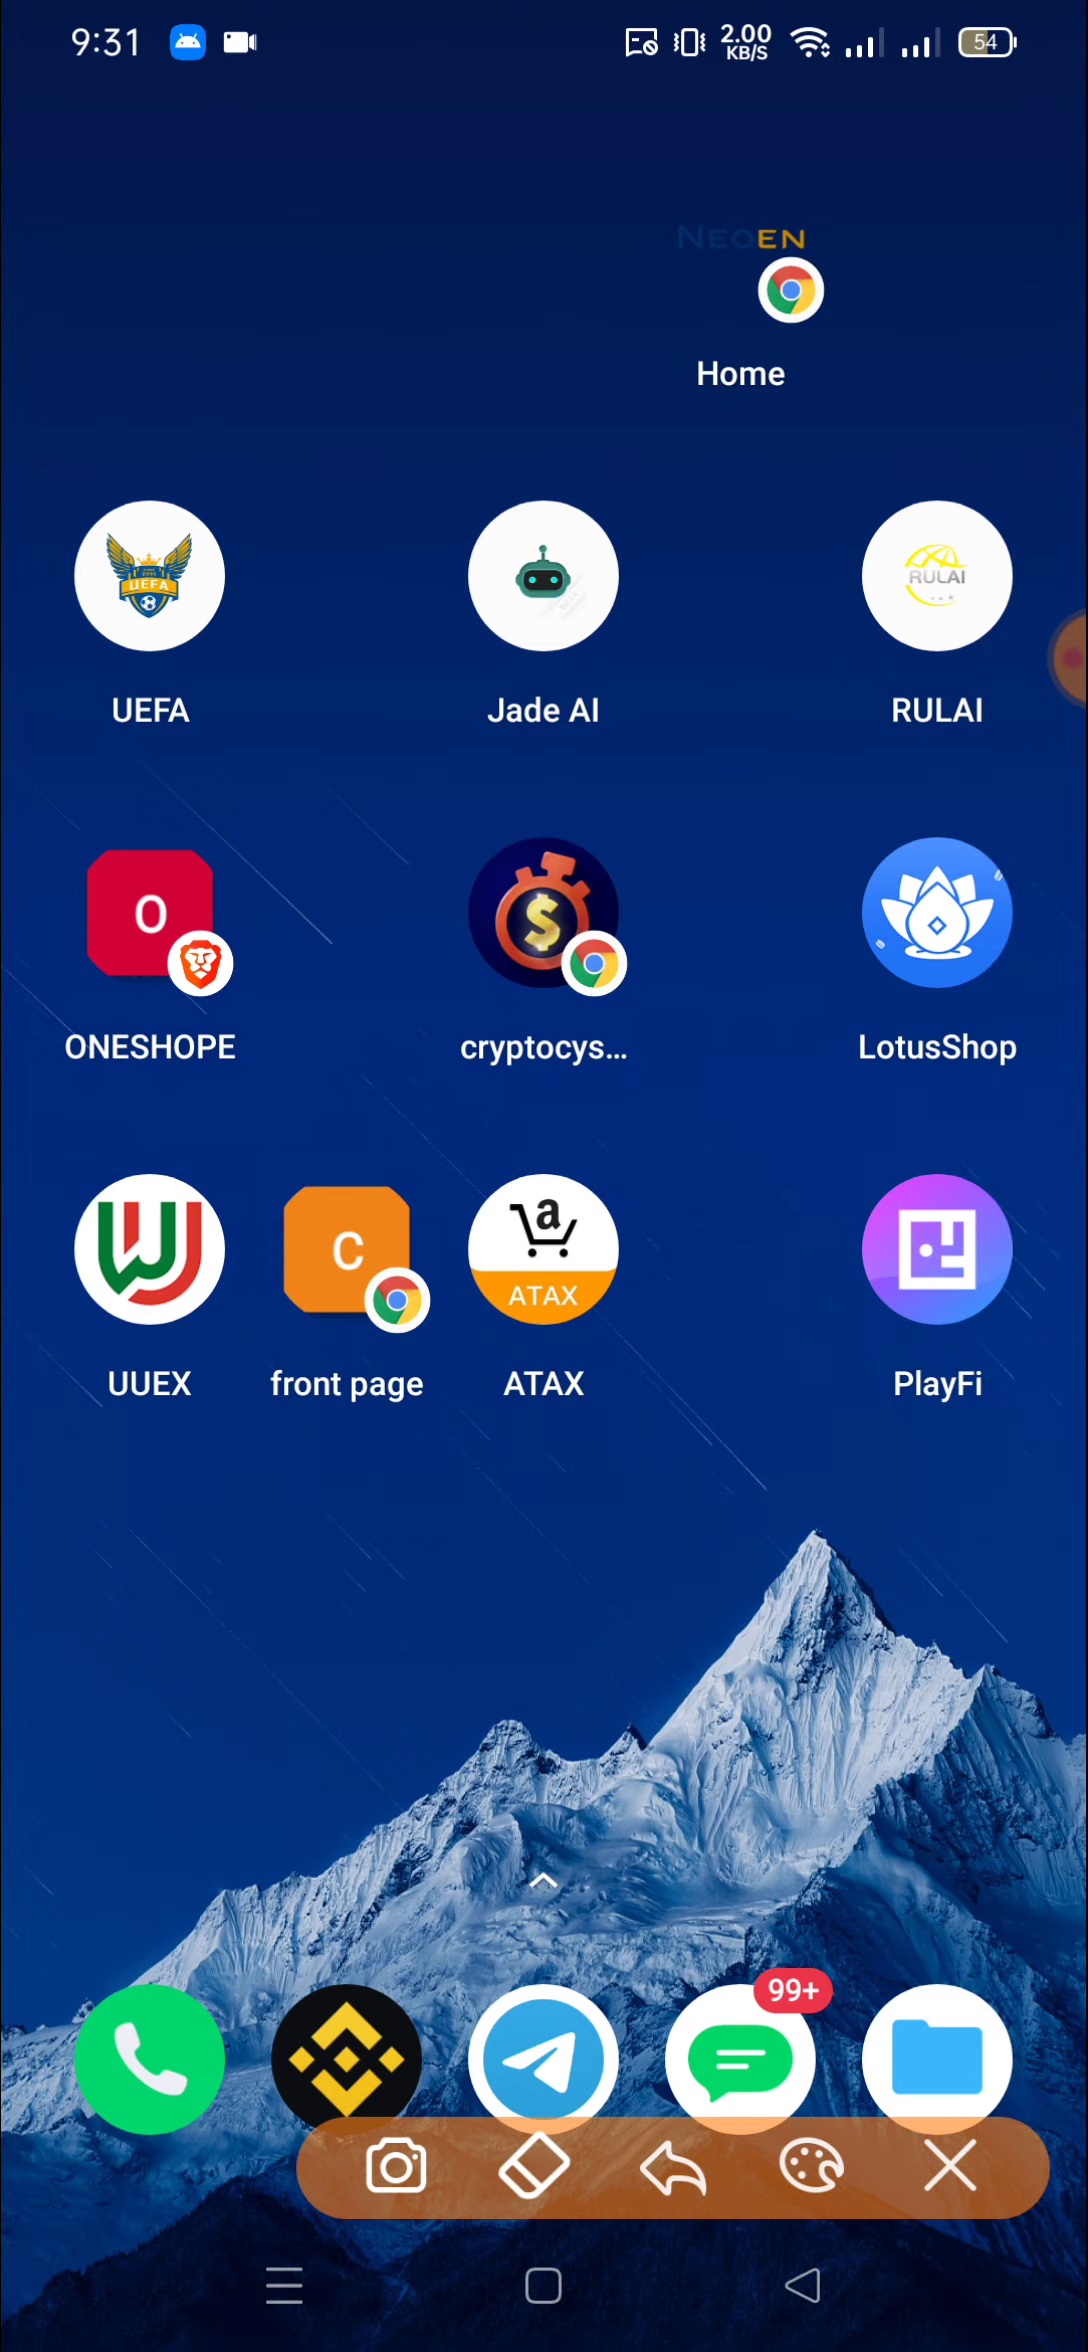 9:31
2.00
KB/S
54
NEOEN
Home
UEFA
RULAI
UEFA
Jade AI
RULAI
O
$
ONESHOPE
cryptocys...
LotusShop
C
a
ATAX
UUEX
front page
ATAX
PlayFi
99+